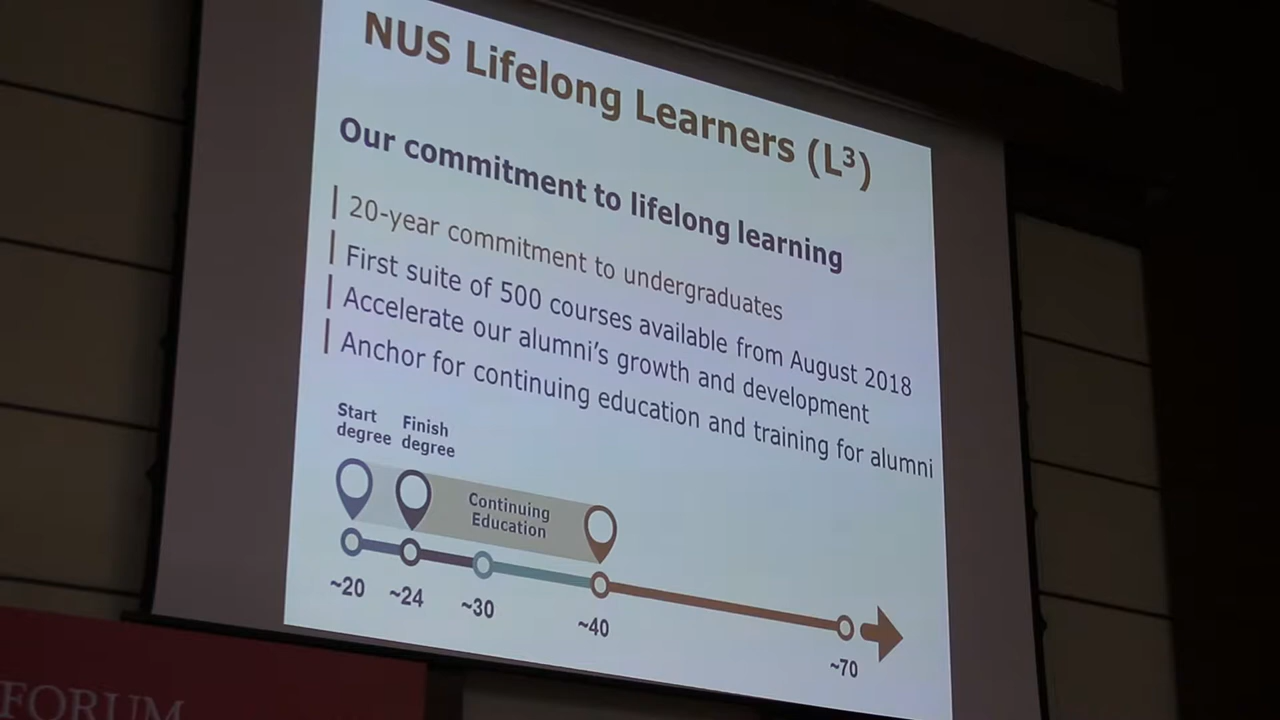 NUS Lifelong Learners (L³)
Our commitment to lifelong learning
20-year commitment to undergraduates
First suite of 500 courses available from August 2018
Accelerate our alumni's growth and development
Anchor for continuing education and training for alumni
Start
degree
Finish
degree
Continuing
Education
~20
~24
~30
~40
~70
FORUM